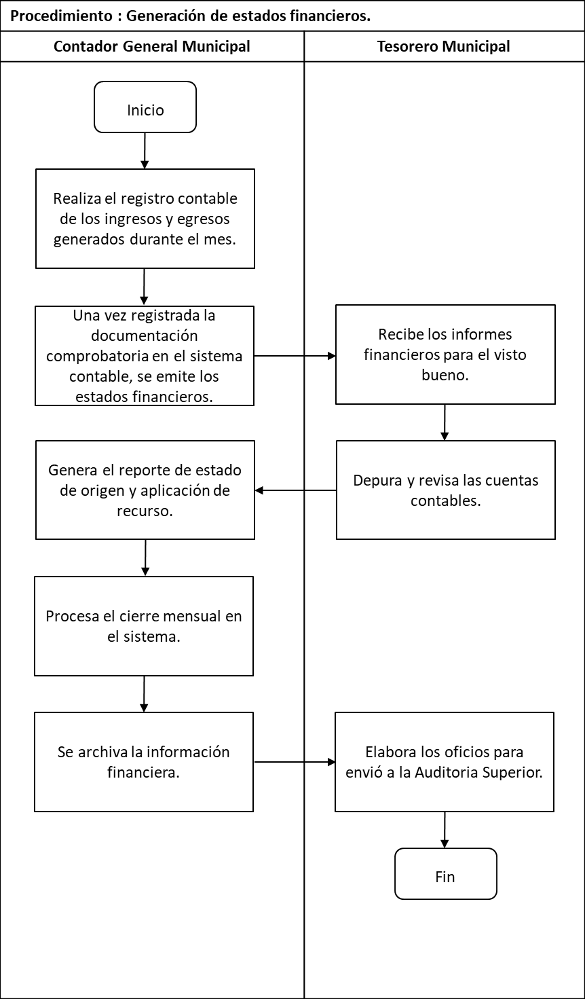 Procedimiento : Generación de estados financieros.
Contador General Municipal
Tesorero Municipal
Inicio
Realiza el registro contable
de los ingresos y egresos
generados durante el mes.
Una vez registrada la
documentación
comprobatoria en el sistema
contable, se emite los
estados financieros.
Recibe los informes
financieros para el visto
bueno.
Depura y revisa las cuentas
contables.
Genera el reporte de estado
de origen y aplicación de
recurso.
Procesa el cierre mensual en
el sistema.
Se archiva la información
financiera.
Elabora los oficios para
envió a la Auditoria Superior.
Fin